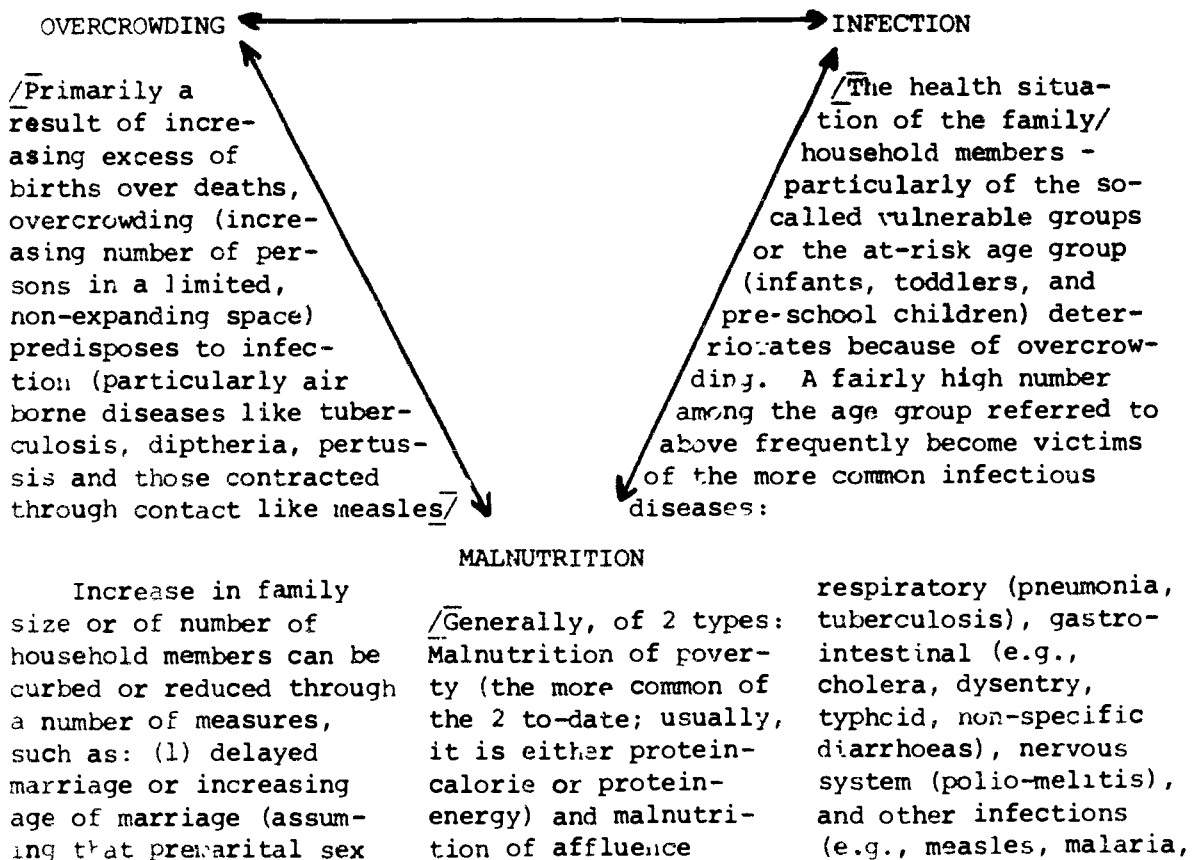 OVERCROWDING
/Primarily a
result of incre-
asing excess of
births over deaths,
overcrowding (incre-
asing number of per-
sons in a limited,
non-expanding space)
predisposes to infec-
tion (particularly air
borne diseases like tuber-
culosis, diptheria, pertus-
sis and those contracted
through contact like measles/
Increase in family
size or of number of
household members can be
curbed or reduced through
a number of measures,
such as: (1) delayed
marriage or increasing
age of marriage (assum-
ing that premarital sex
MALNUTRITION
/Generally, of 2 types:
Malnutrition of pover-
ty (the more common of
the 2 to-date; usually,
it is either protein-
calorie or protein-
energy) and malnutri-
tion of affluence
INFECTION
/The health situa-
tion of the family/
household members -
particularly of the so-
called vulnerable groups
or the at-risk age group
(infants, toddlers, and
pre-school children) deter-
riorates because of overcrow-
ding. A fairly high number
among the age group referred to
above frequently become victims
of the more common infectious
diseases:
respiratory (pneumonia,
tuberculosis), gastro-
intestinal (e.g.,
cholera, dysentry,
typhoid, non-specific
diarrhoeas), nervous
system (polio-melitis),
and other infections
(e.g., measles, malaria,